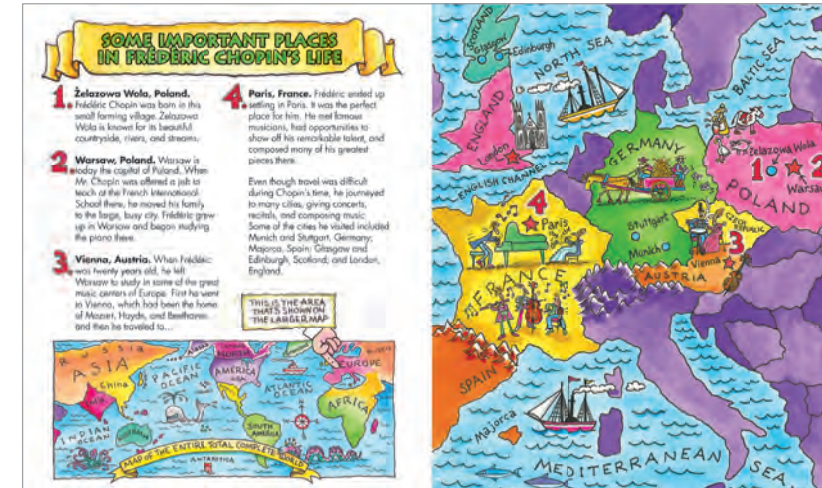 SOME IMPORTANT PLACES
IN FRÉDÉRIC CHOPIN'S LIFE
1. Żelazowa Wola, Poland.
Frédéric Chopin was born in this
small farming village. Żelazowa
Wola is known for its beautiful
countryside, rivers, and streams.
2. Warsaw, Poland. Warsaw is
today the capital of Poland. When
Mr. Chopin was offered a job to
teach at the French International
School there, he moved his family
to the large, busy city. Frédéric grew
up in Warsaw and began studying
the piano there.
3. Vienna, Austria. When Frédéric
was twenty years old, he left
Warsaw to study in some of the great
music centers of Europe. First he went
to Vienna, which had been the home
of Mozart, Haydn, and Beethoven.
and then he traveled to...
4. Paris, France. Frédéric ended up
settling in Paris. It was the perfect
place for him. He met famous
musicians, had opportunities to
show off his remarkable talent, and
composed many of his greatest
pieces there.
Even though travel was difficult
during Chopin's time, he journeyed
to many cities, giving concerts,
recitals, and composing music.
Some of the cities he visited included
Munich and Stuttgart, Germany;
Majorca, Spain; Glasgow and
Edinburgh, Scotland; and London,
England.
THIS IS THE AREA
THAT'S SHOWN ON
THE LARGER MAP
RUSSIA
ASIA
China
INDIAN
OCEAN
PACIFIC
OCEAN
NORTH
AMERICA
USA
ATLANTIC
OCEAN
SOUTH
AMERICA
EUROPE
AFRICA
ANTARCTICA
MAP OF THE ENTIRE TOTAL COMPLETE WORLD
SCOTLAND
Glasgow
Edinburgh
NORTH SEA
BALTIC SEA
ENGLAND
London
ENGLISH CHANNEL
GERMANY
Stuttgart
Munich
Żelazowa Wola
1
2
Warsaw
POLAND
CZECH
REPUBLIC
3
Vienna
AUSTRIA
4
Paris
FRANCE
SPAIN
Majorca
MEDITERRANEAN SEA